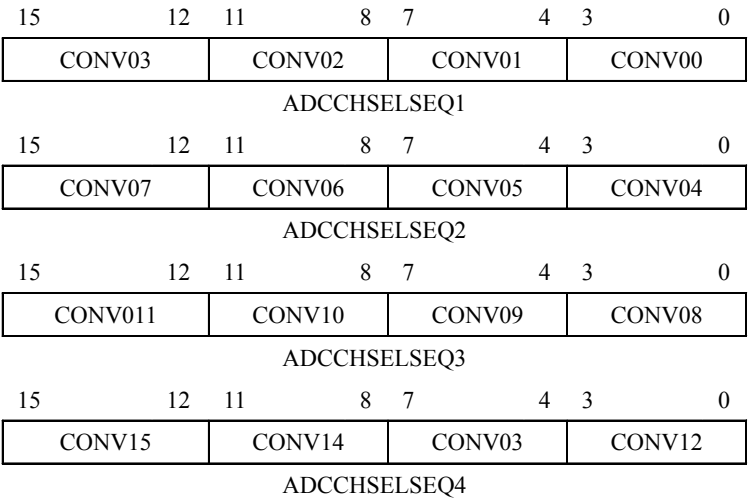 15 12 11 8 7 4 3 0
CONV03 CONV02 CONV01 CONV00
ADCCHSELSEQ1
15 12 11 8 7 4 3 0
CONV07 CONV06 CONV05 CONV04
ADCCHSELSEQ2
15 12 11 8 7 4 3 0
CONV011 CONV10 CONV09 CONV08
ADCCHSELSEQ3
15 12 11 8 7 4 3 0
CONV15 CONV14 CONV03 CONV12
ADCCHSELSEQ4